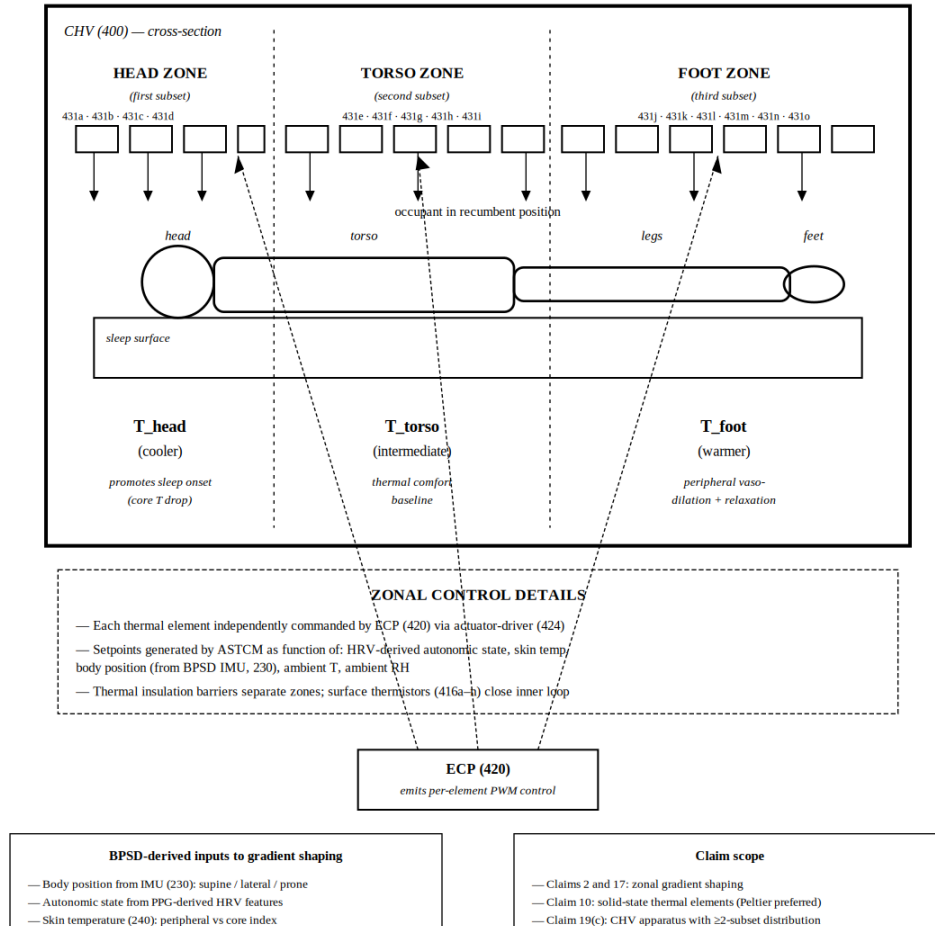 CHV (400) — cross-section
HEAD ZONE
TORSO ZONE
FOOT ZONE
(first subset)
(second subset)
(third subset)
431a · 431b · 431c · 431d
431e · 431f · 431g · 431h · 431i
431j · 431k · 431l · 431m · 431n · 431o
occupant in recumbent position
head
torso
legs
feet
sleep surface
T_head
T_torso
T_foot
(cooler)
(intermediate)
(warmer)
promotes sleep onset
(core T drop)
thermal comfort
baseline
peripheral vaso-
dilation + relaxation
ZONAL CONTROL DETAILS
— Each thermal element independently commanded by ECP (420) via actuator-driver (424)
— Setpoints generated by ASTCM as function of: HRV-derived autonomic state, skin temp,
body position (from BPSD IMU, 230), ambient T, ambient RH
— Thermal insulation barriers separate zones; surface thermistors (416a–h) close inner loop
ECP (420)
emits per-element PWM control
BPSD-derived inputs to gradient shaping
— Body position from IMU (230): supine / lateral / prone
— Autonomic state from PPG-derived HRV features
— Skin temperature (240): peripheral vs core index
Claim scope
— Claims 2 and 17: zonal gradient shaping
— Claim 10: solid-state thermal elements (Peltier preferred)
— Claim 19(c): CHV apparatus with ≥2-subset distribution